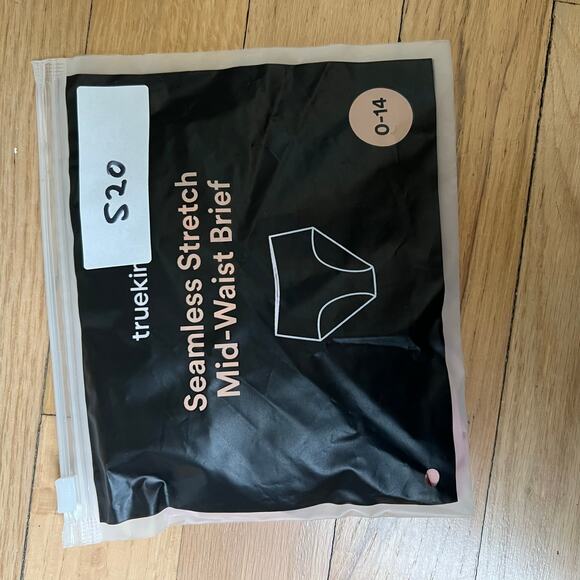 S20
truekin
Seamless Stretch
Mid-Waist Brief
0-14